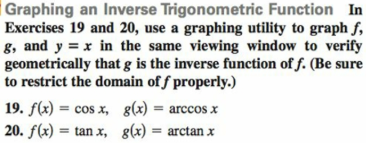 Graphing an Inverse Trigonometric Function In
Exercises 19 and 20, use a graphing utility to graph f,
g, and y = x in the same viewing window to verify
geometrically that g is the inverse function of f. (Be sure
to restrict the domain of f properly.)
19. f(x) = cos x, g(x) = arccos x
20. f(x) = tan x, g(x) = arctan x